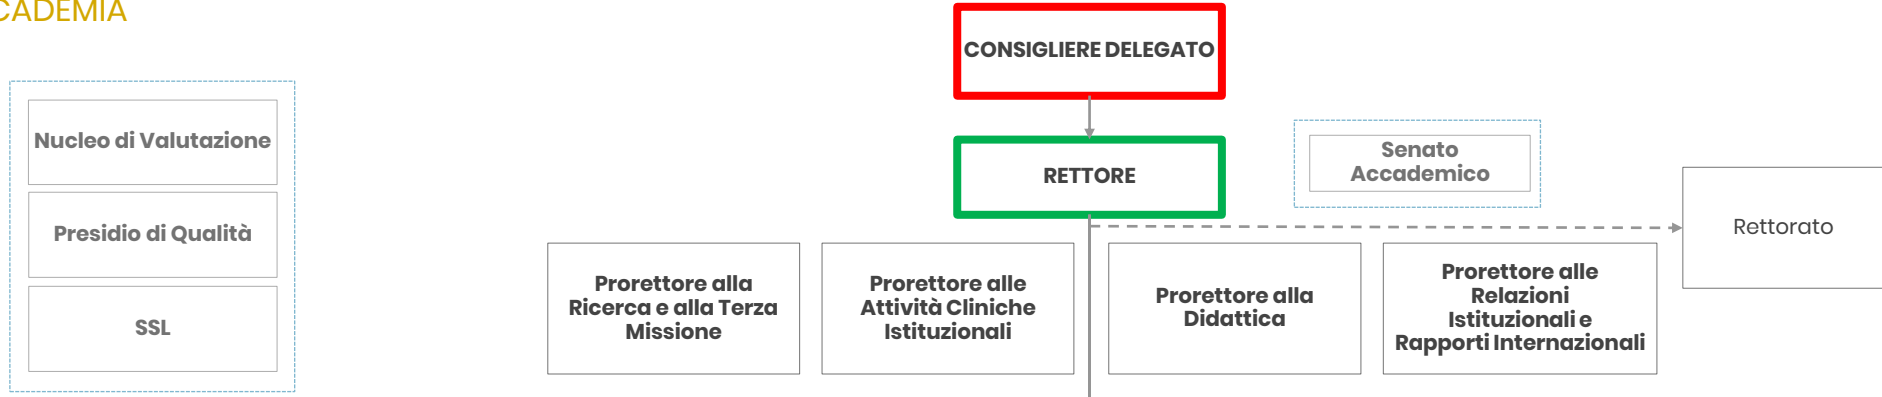 CADEMIA
CONSIGLIERE DELEGATO
Nucleo di Valutazione
Presidio di Qualità
SSL
RETTORE
Senato
Accademico
Rettorato
Prorettore alla
Ricerca e alla Terza
Missione
Prorettore alle
Attività Cliniche
Istituzionali
Prorettore alla
Didattica
Prorettore alle
Relazioni
Istituzionali e
Rapporti Internazionali